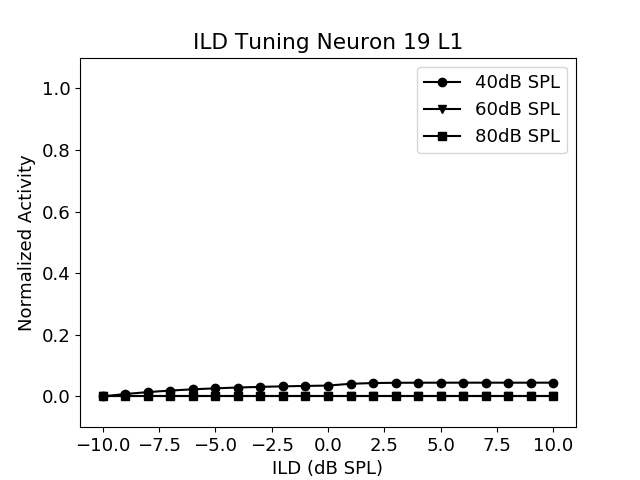 ILD Tuning Neuron 19 L1
40dB SPL
60dB SPL
80dB SPL
1.0
0.8
0.6
0.4
0.2
0.0
Normalized Activity
−10.0 −7.5 −5.0 −2.5 0.0 2.5 5.0 7.5 10.0
ILD (dB SPL)